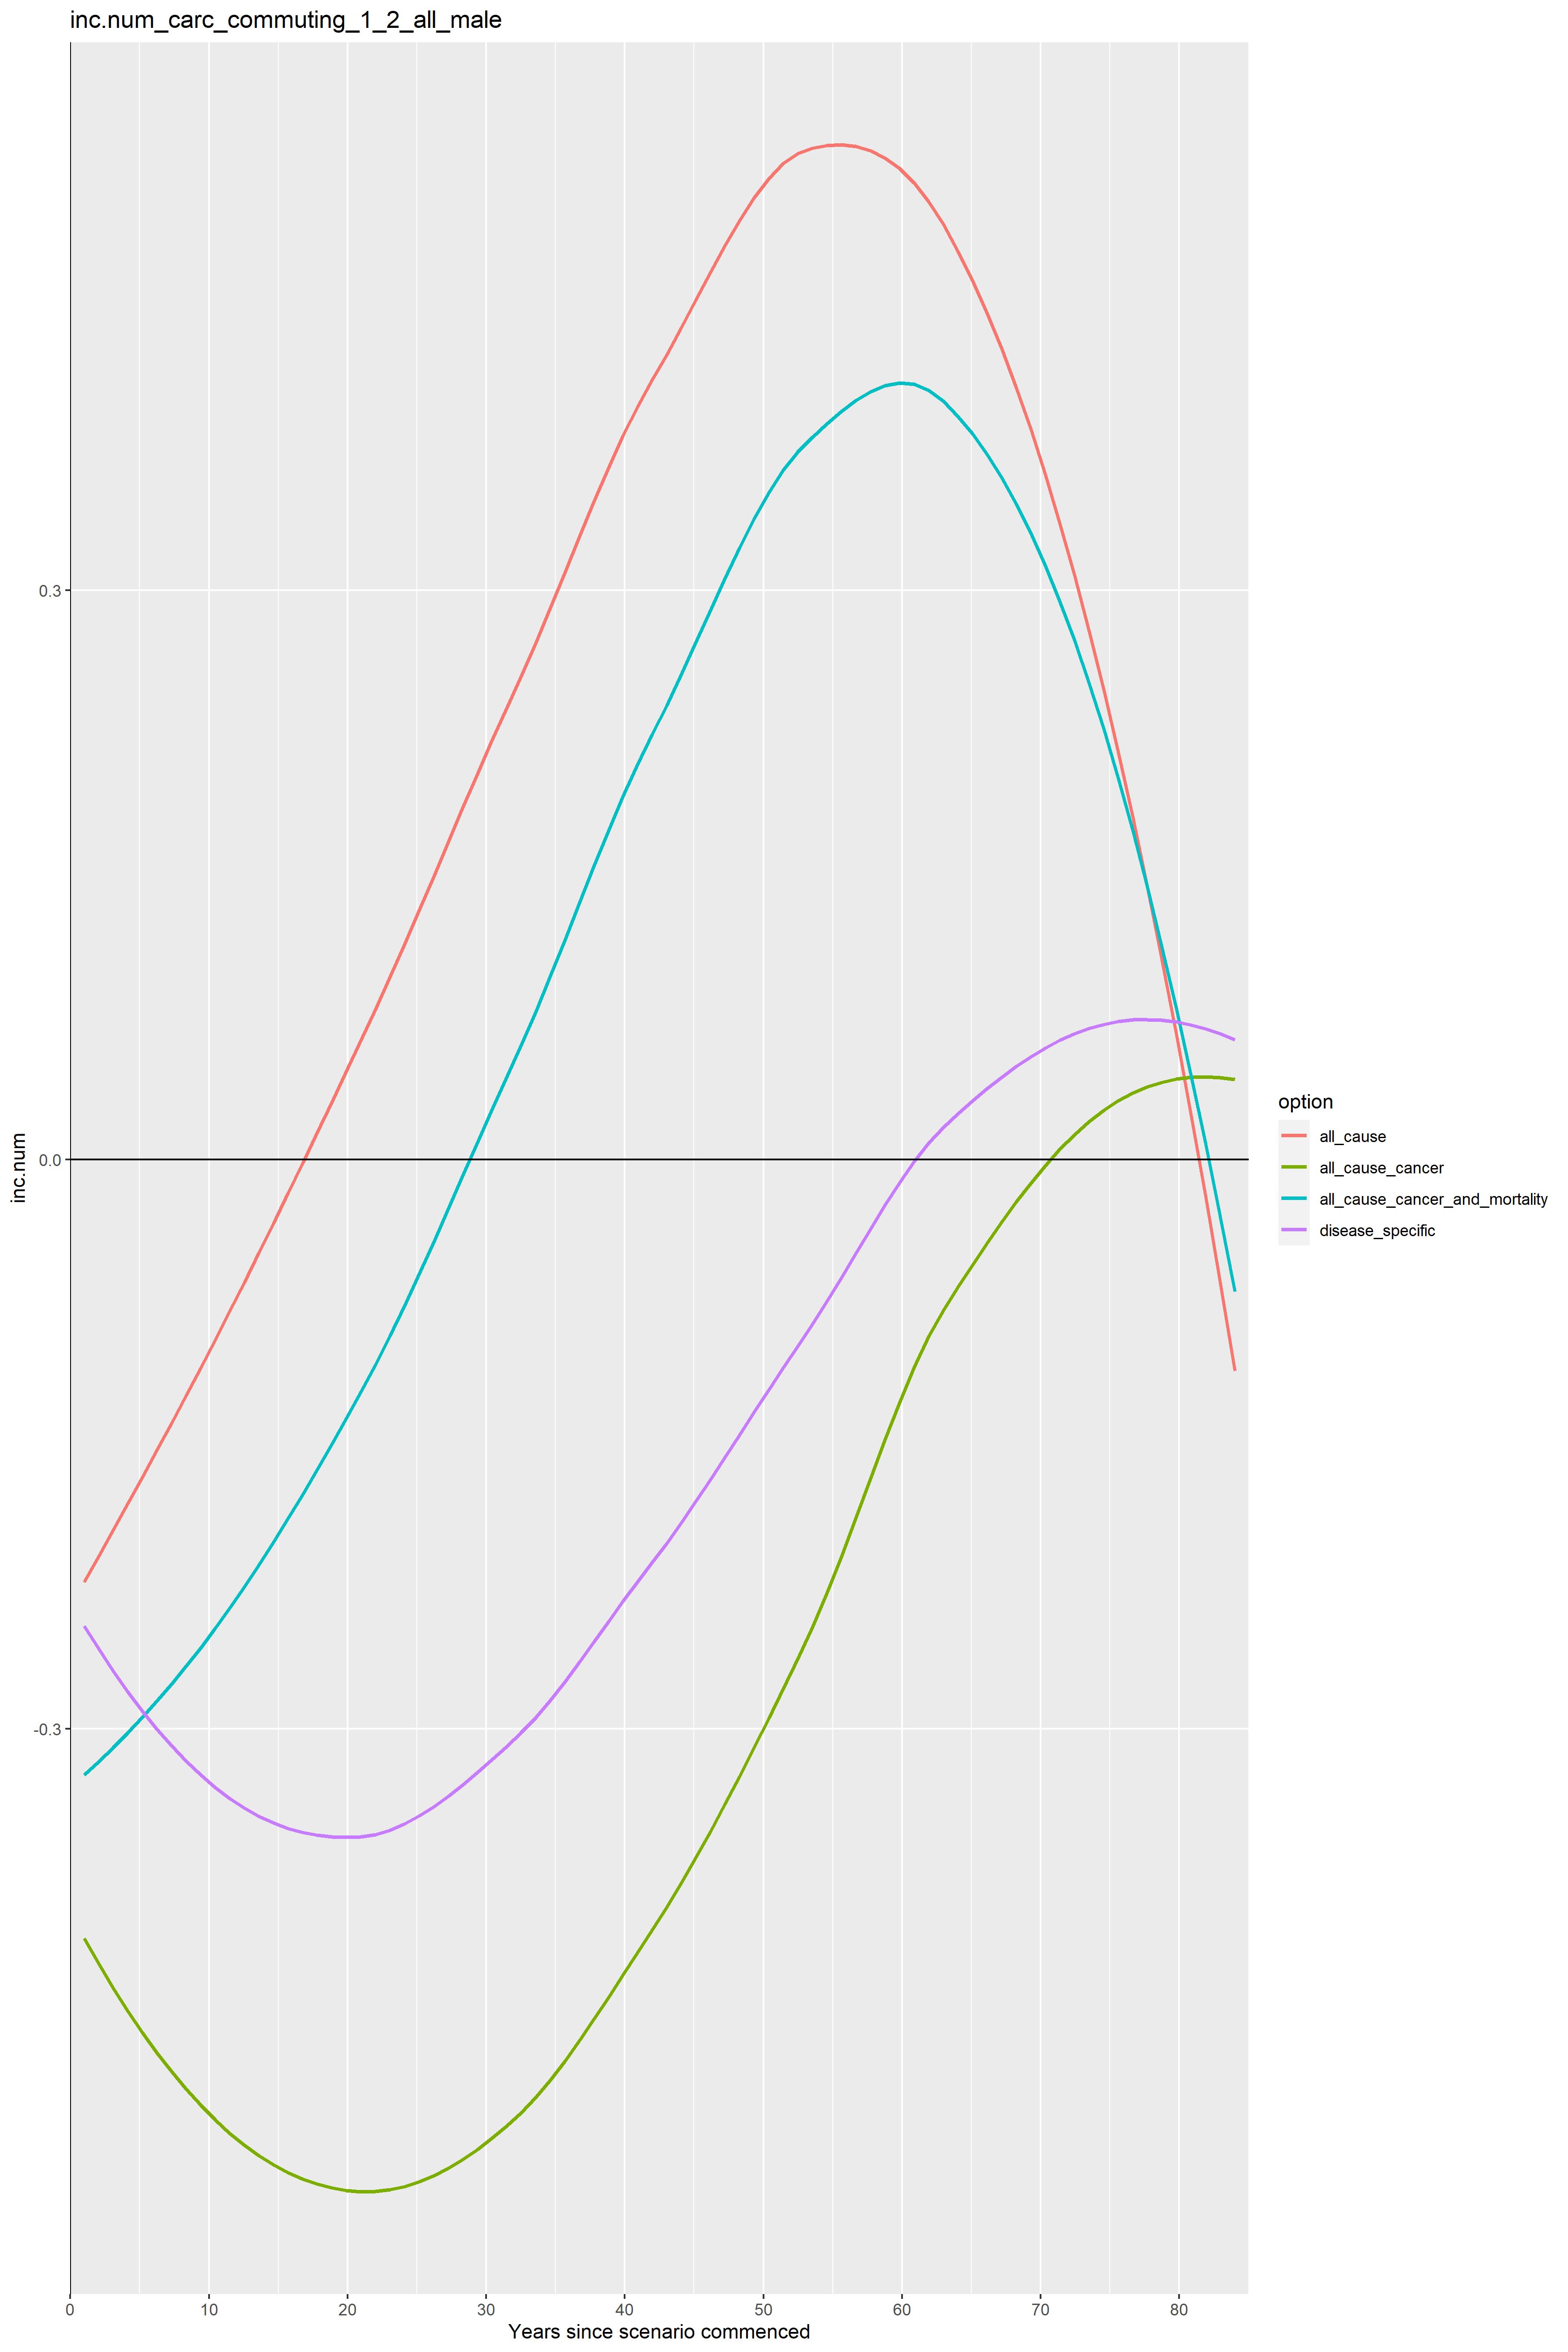 inc.num_carc_commuting_1_2_all_male
inc.num
0.3
0.0
-0.3
0 10 20 30 40 50 60 70 80
Years since scenario commenced
option
all_cause
all_cause_cancer
all_cause_cancer_and_mortality
disease_specific